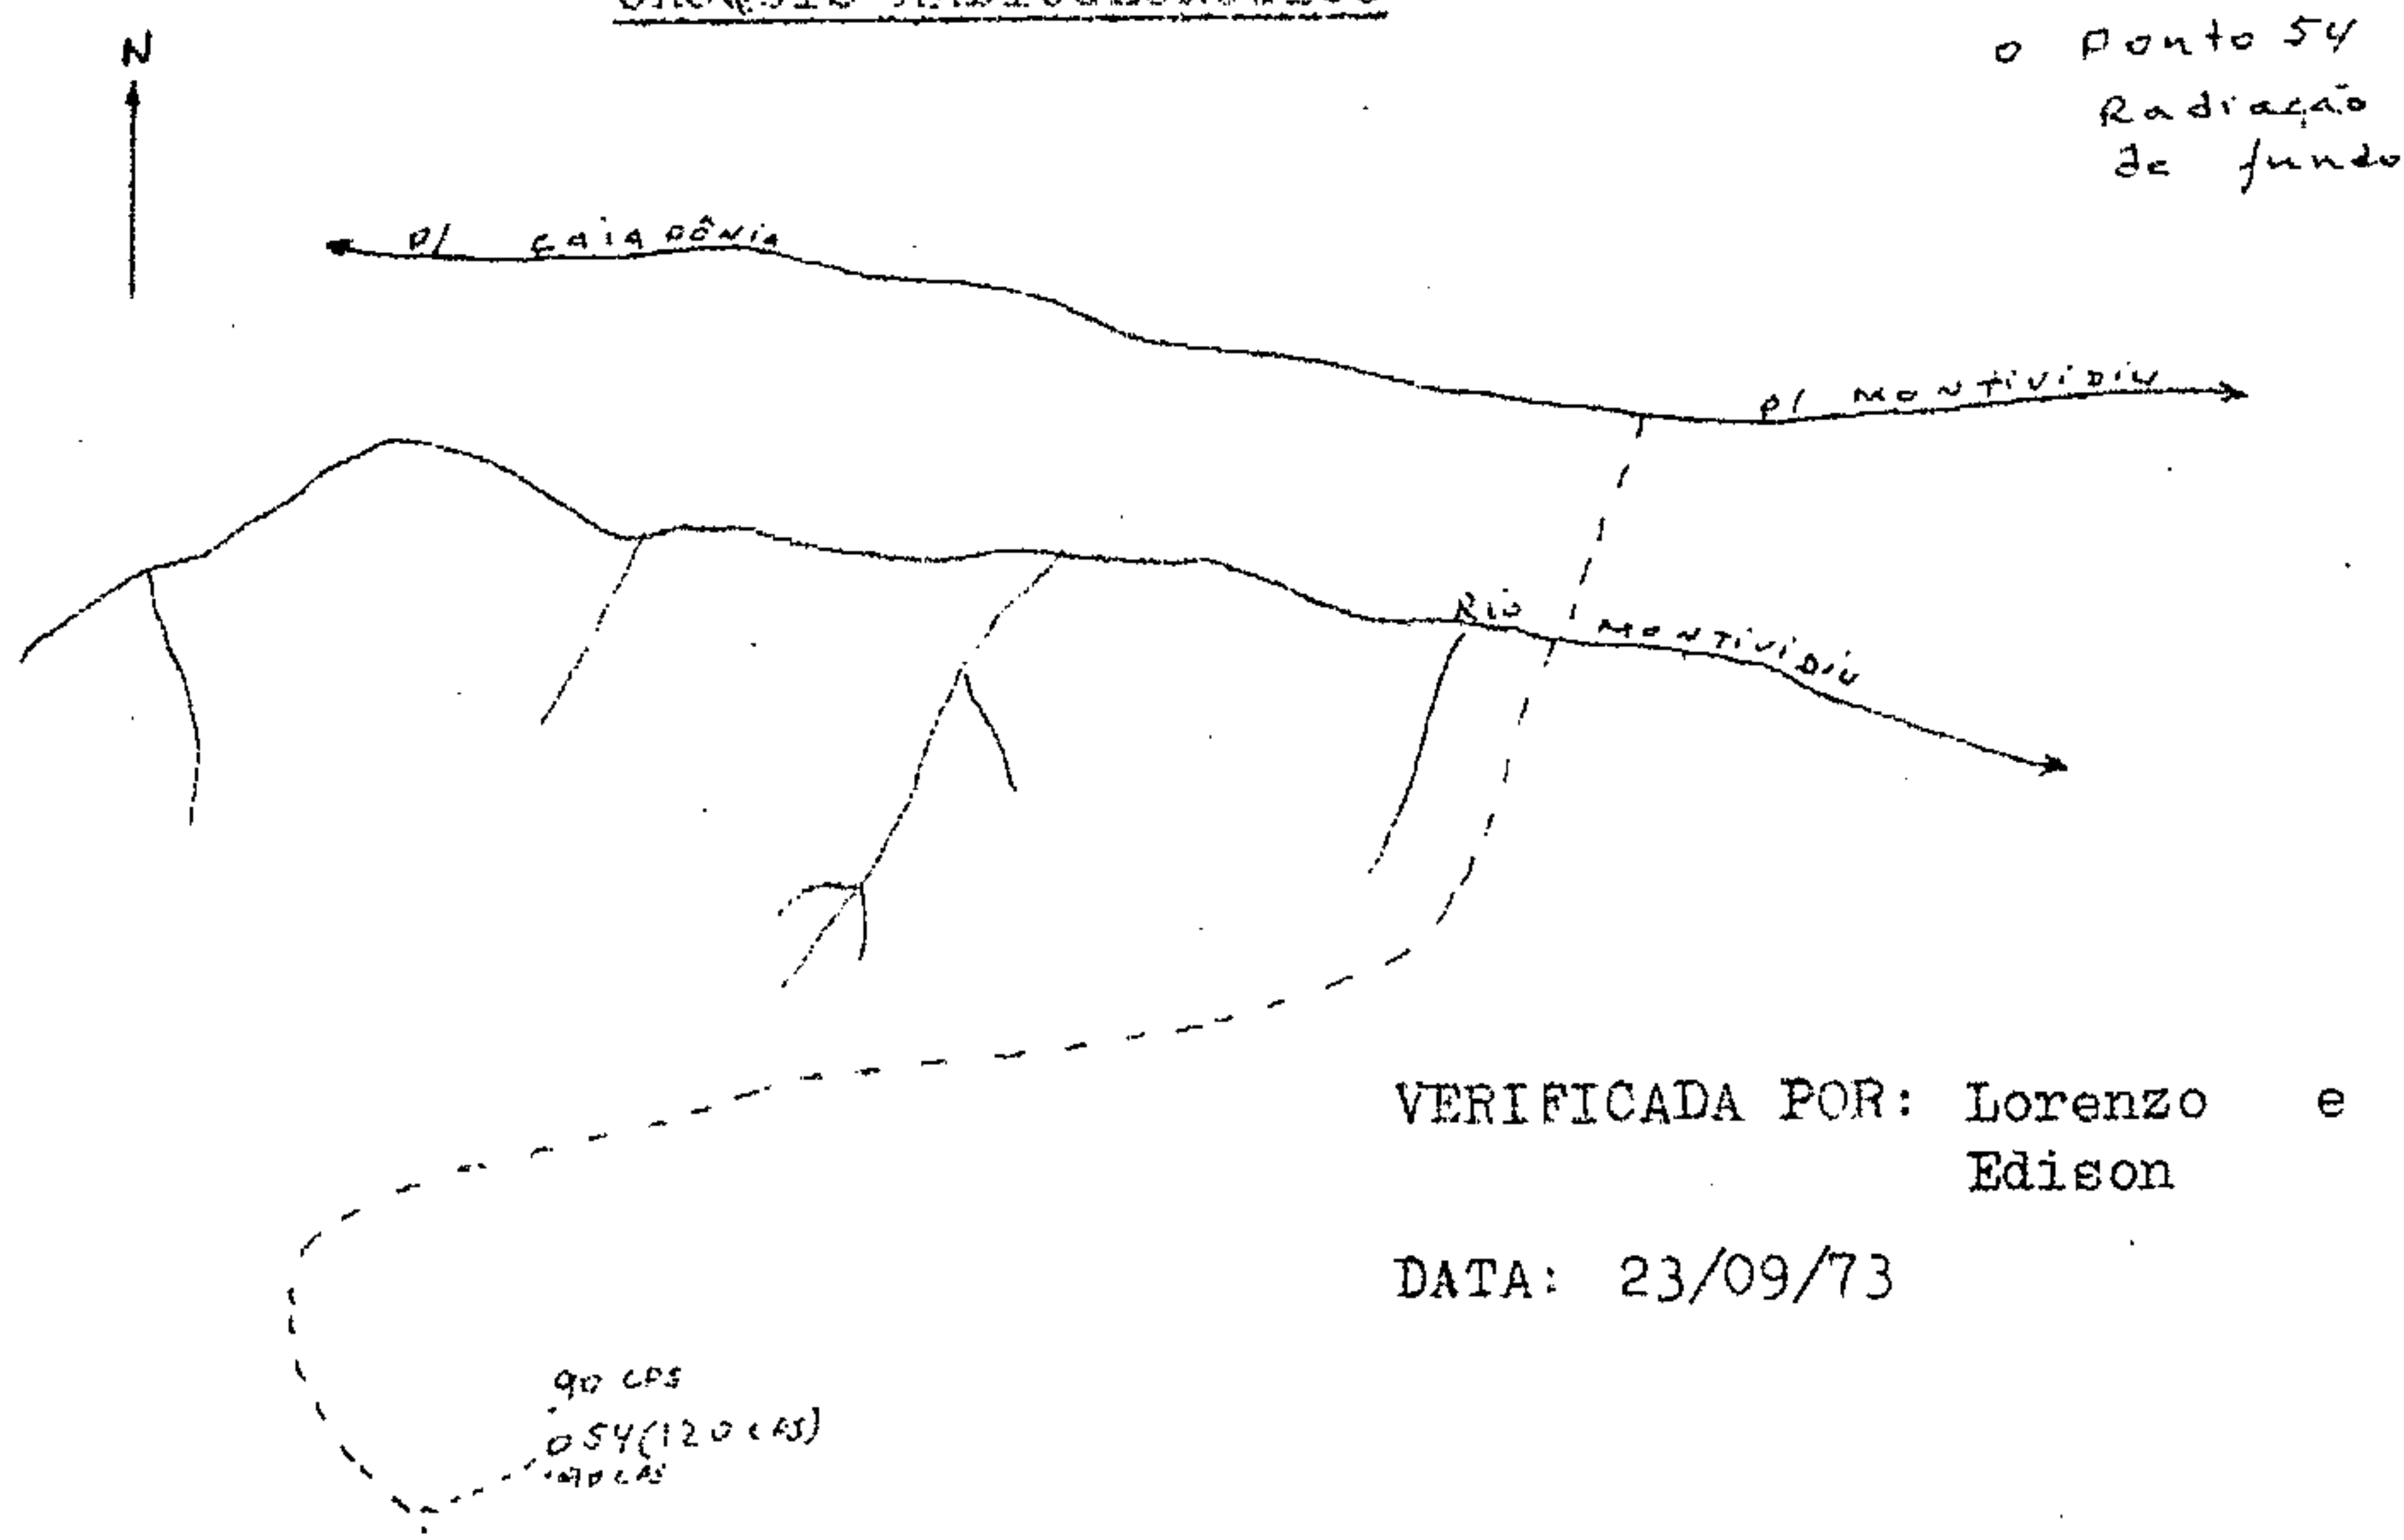 N
o Ponto 54
Radiação
de fundo
p/ CAIAPÔNIA
p/ MONTIVIDIU
RIO MONTIVIDIU
VERIFICADA POR: Lorenzo e
Edison
DATA: 23/09/73
90 CPS
o 54 (120 CPS)